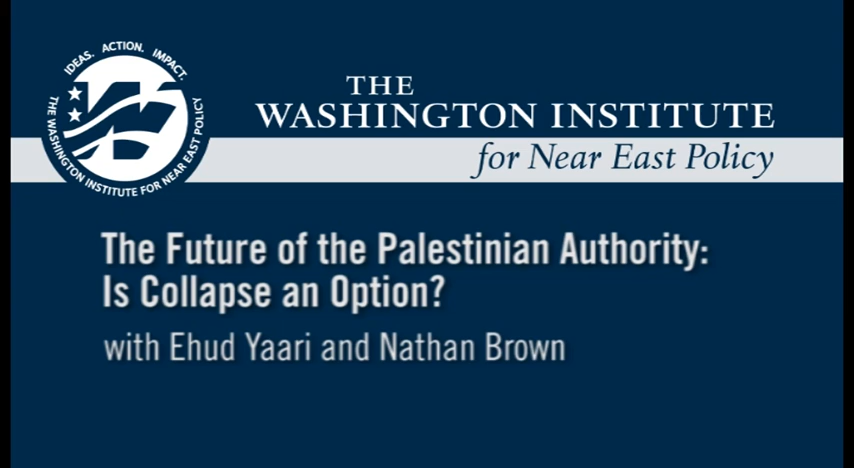 IDEAS. ACTION. IMPACT.
THE WASHINGTON INSTITUTE FOR NEAR EAST POLICY
THE
WASHINGTON INSTITUTE
for Near East Policy
The Future of the Palestinian Authority:
Is Collapse an Option?
with Ehud Yaari and Nathan Brown